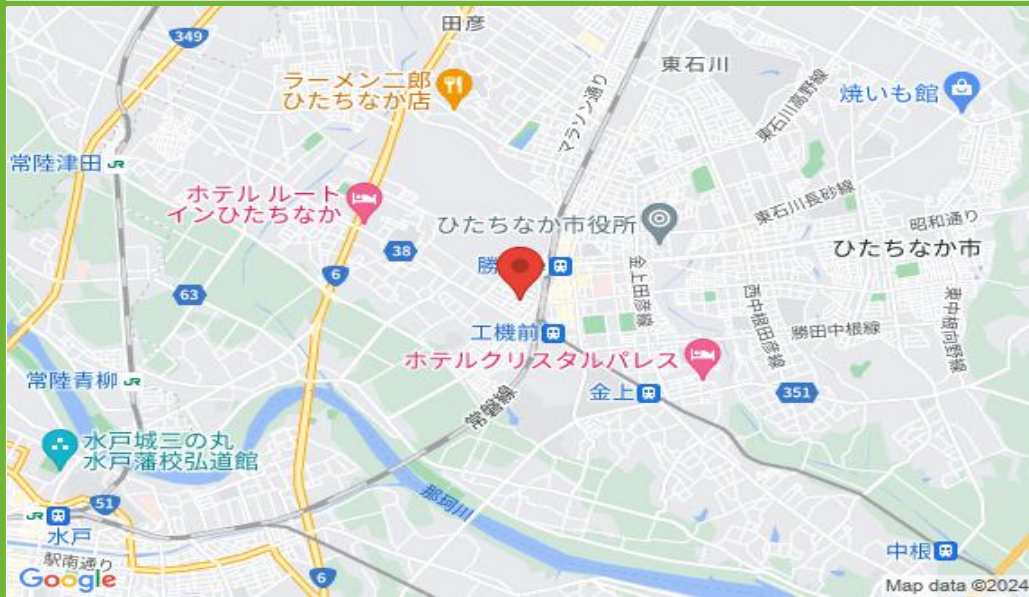 田彦
349
ラーメン二郎
ひたちなか店
東石川
マラソン通り
東石川高野線
焼いも館
常陸津田 JR
ホテル ルート
インひたちなか
ひたちなか市役所
東石川長砂線
昭和通り
38
勝
ひたちなか市
6
63
金上田彦線
西中根田彦線
東中根向野線
工機前
勝田中根線
ホテルクリスタルパレス
常陸青柳 JR
金上
351
常磐線
水戸城三の丸
水戸藩校弘道館
51
那珂川
JR
水戸
中根
駅南通り
6
Google
Map data ©2024